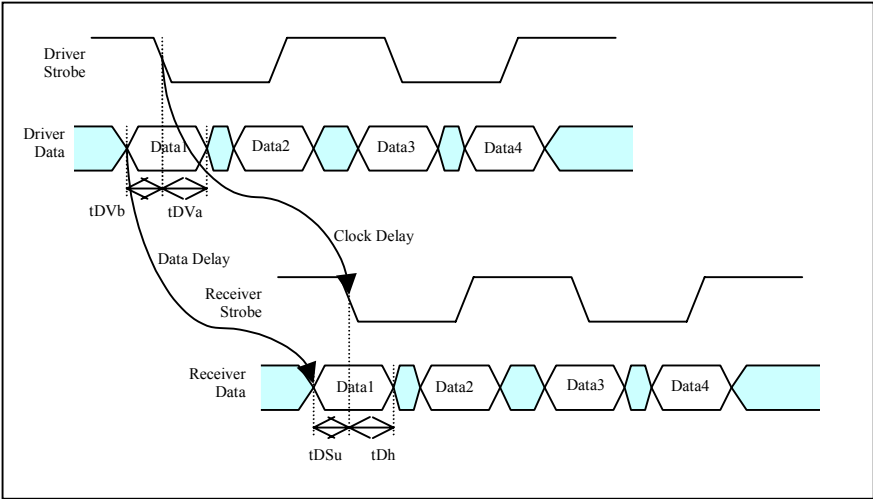 Driver
Strobe
Driver
Data
Data1
Data2
Data3
Data4
tDVb
tDVa
Clock Delay
Data Delay
Receiver
Strobe
Receiver
Data
Data1
Data2
Data3
Data4
tDSu
tDh